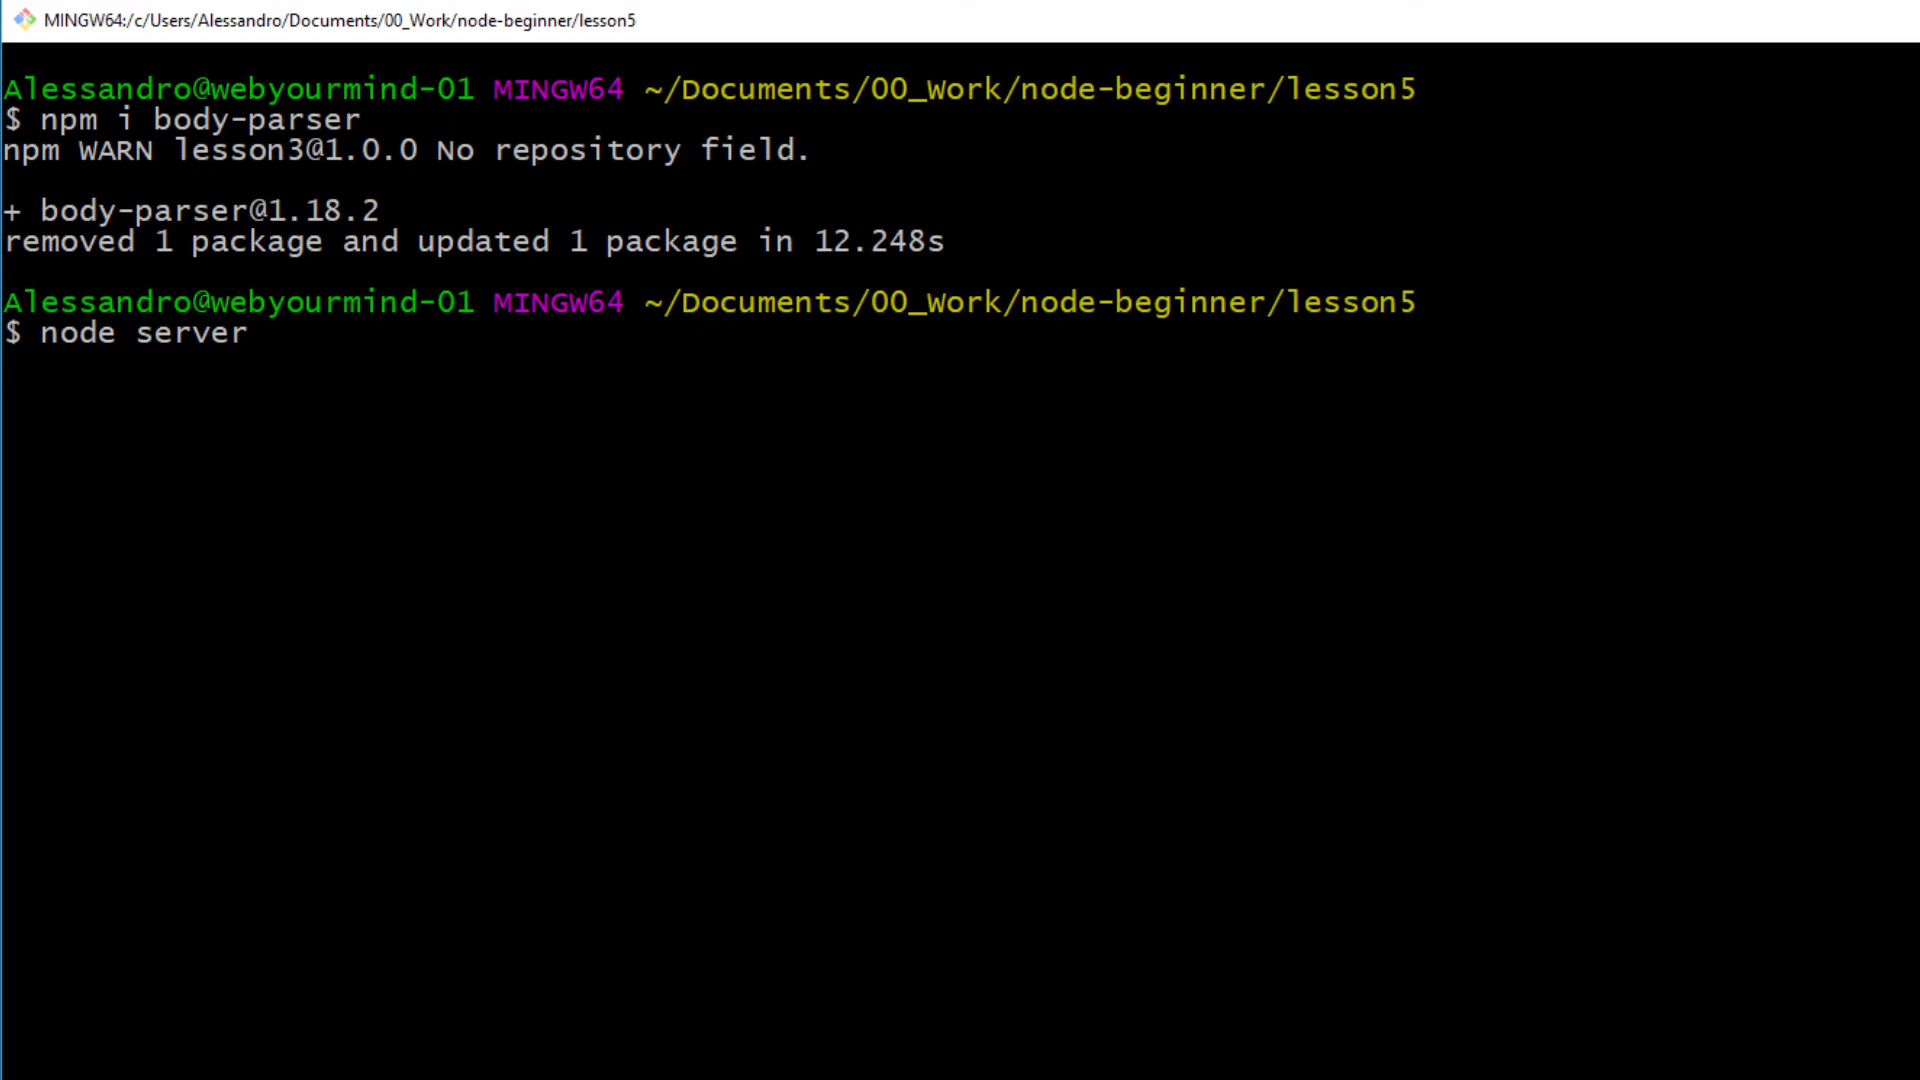 MINGW64:/c/Users/Alessandro/Documents/00_Work/node-beginner/lesson5
Alessandro@webyourmind-01 MINGW64 ~/Documents/00_Work/node-beginner/lesson5
$ npm i body-parser
npm WARN lesson3@1.0.0 No repository field.
+ body-parser@1.18.2
removed 1 package and updated 1 package in 12.248s
Alessandro@webyourmind-01 MINGW64 ~/Documents/00_Work/node-beginner/lesson5
$ node server